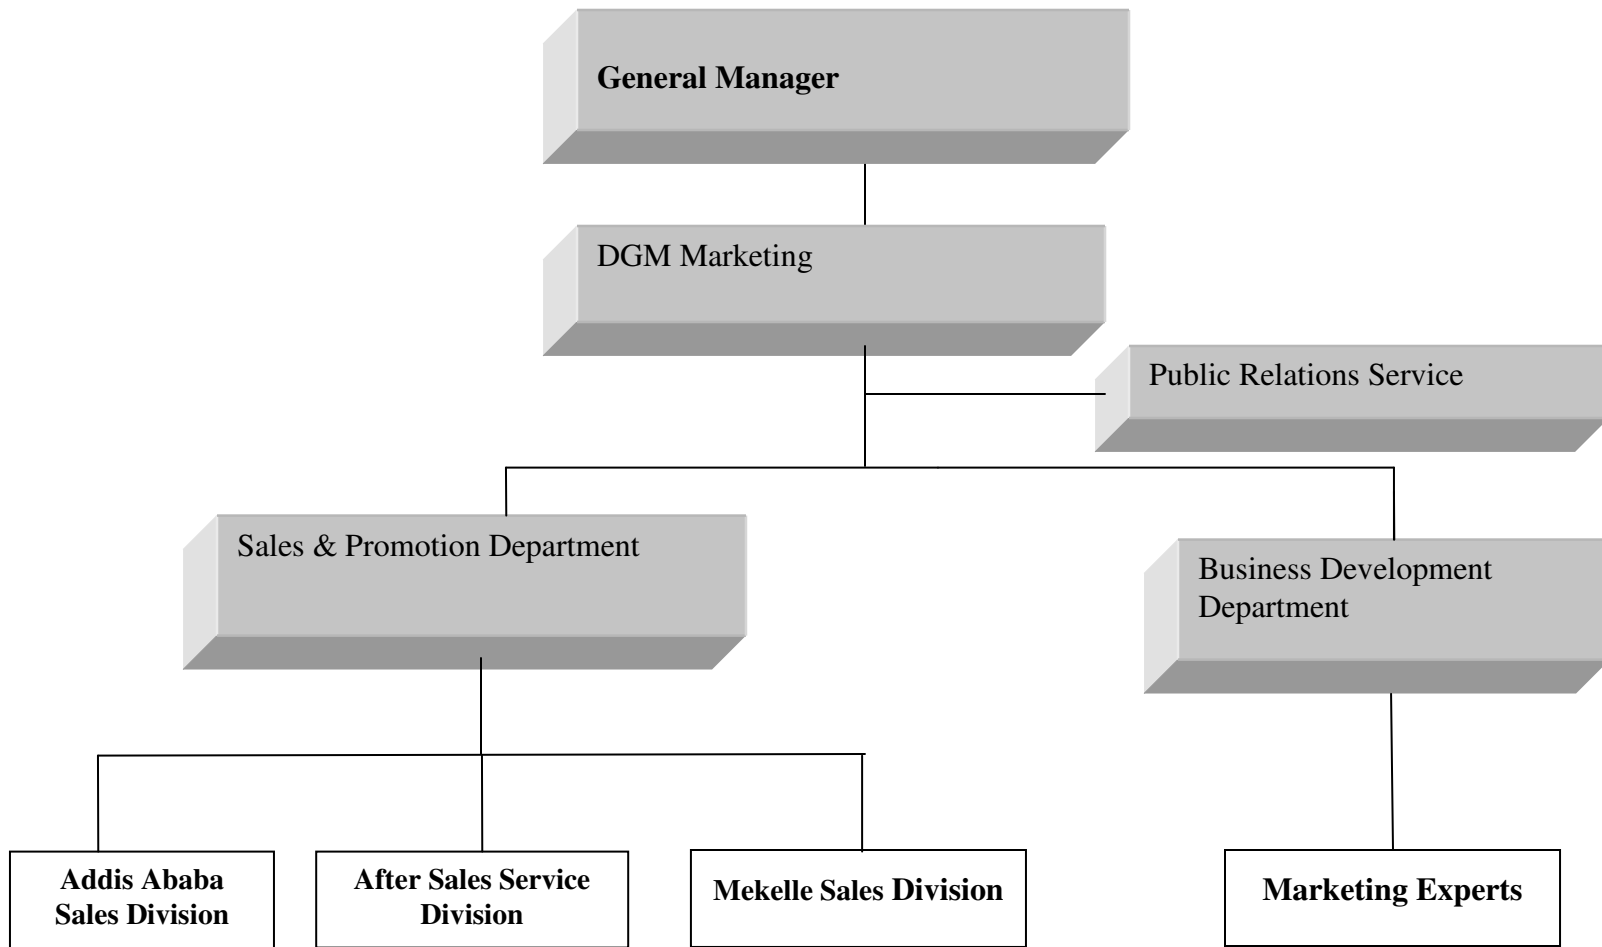 General Manager
DGM Marketing
Public Relations Service
Sales & Promotion Department
Business Development
Department
Addis Ababa
Sales Division
After Sales Service
Division
Mekelle Sales Division
Marketing Experts